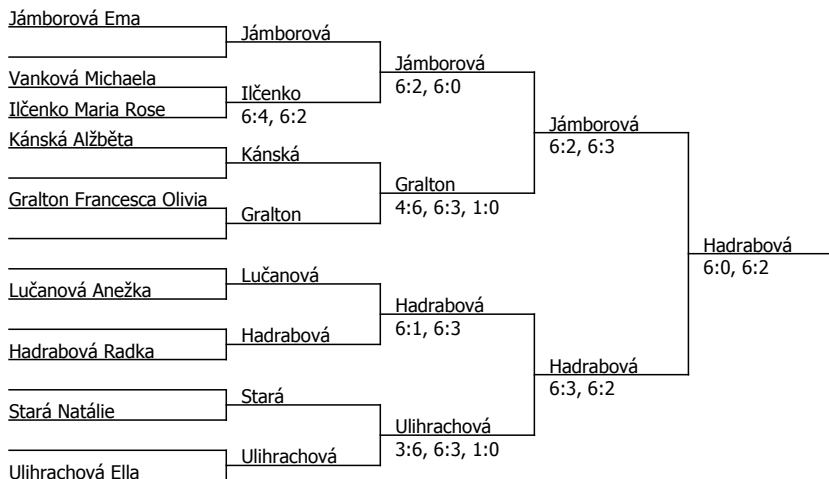 Jámborová Ema
Jámborová
Jámborová
6:2, 6:0
Vanková Michaela
Ilčenko
6:4, 6:2
Ilčenko Maria Rose
Jámborová
6:2, 6:3
Kánská Alžběta
Kánská
Gralton
4:6, 6:3, 1:0
Gralton Francesca Olivia
Gralton
Hadrabová
6:0, 6:2
Lučanová
Lučanová Anežka
Hadrabová
6:1, 6:3
Hadrabová
Hadrabová Radka
Hadrabová
6:3, 6:2
Stará
Stará Natálie
Ulihrachová
3:6, 6:3, 1:0
Ulihrachová
Ulihrachová Ella